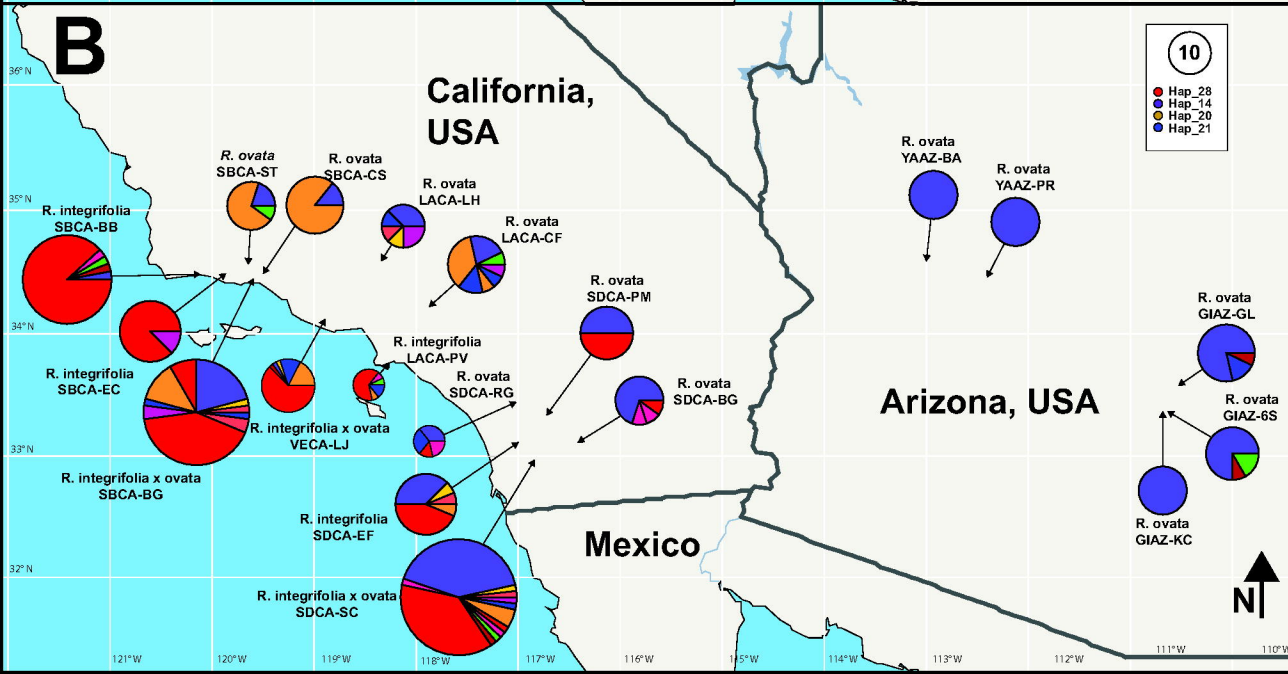 B
California,
USA
10
Hap_28
Hap_14
Hap_20
Hap_21
36°N
35°N
34°N
33°N
32°N
R. ovata
SBCA-ST
R. ovata
SBCA-CS
R. ovata
LACA-LH
R. ovata
LACA-CF
R. integrifolia
SBCA-BB
R. ovata
SDCA-PM
R. integrifolia
LACA-PV
R. ovata
SDCA-RG
R. ovata
SDCA-BG
R. integrifolia
SBCA-EC
R. integrifolia x ovata
VECA-LJ
R. integrifolia x ovata
SBCA-BG
R. integrifolia
SDCA-EF
R. integrifolia x ovata
SDCA-SC
R. ovata
YAAZ-BA
R. ovata
YAAZ-PR
R. ovata
GIAZ-GL
R. ovata
GIAZ-6S
R. ovata
GIAZ-KC
Arizona, USA
Mexico
N
121°W
120°W
119°W
118°W
117°W
116°W
115°W
114°W
113°W
112°W
111°W
110°W